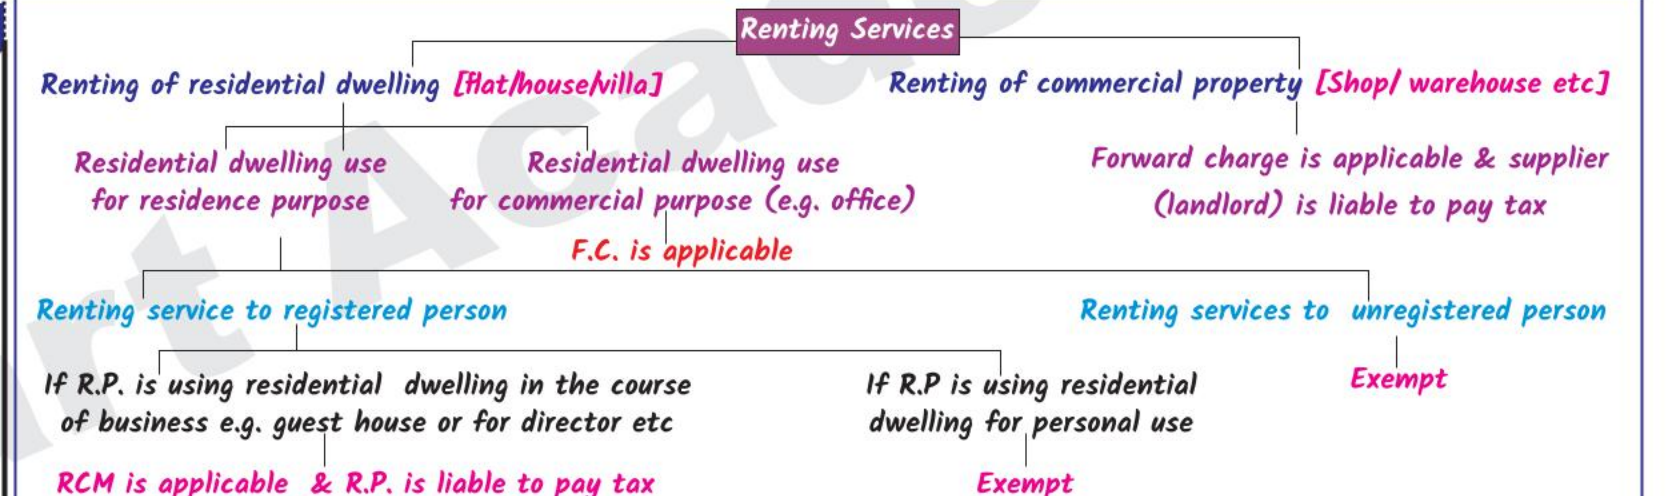 Renting Services
Renting of residential dwelling [flat/house/villa]
Renting of commercial property [Shop/ warehouse etc]
Residential dwelling use
for residence purpose
Residential dwelling use
for commercial purpose (e.g. office)
F.C. is applicable
Forward charge is applicable & supplier
(landlord) is liable to pay tax
Renting service to registered person
Renting services to unregistered person
If R.P. is using residential dwelling in the course
of business e.g. guest house or for director etc
RCM is applicable & R.P. is liable to pay tax
If R.P is using residential
dwelling for personal use
Exempt
Exempt